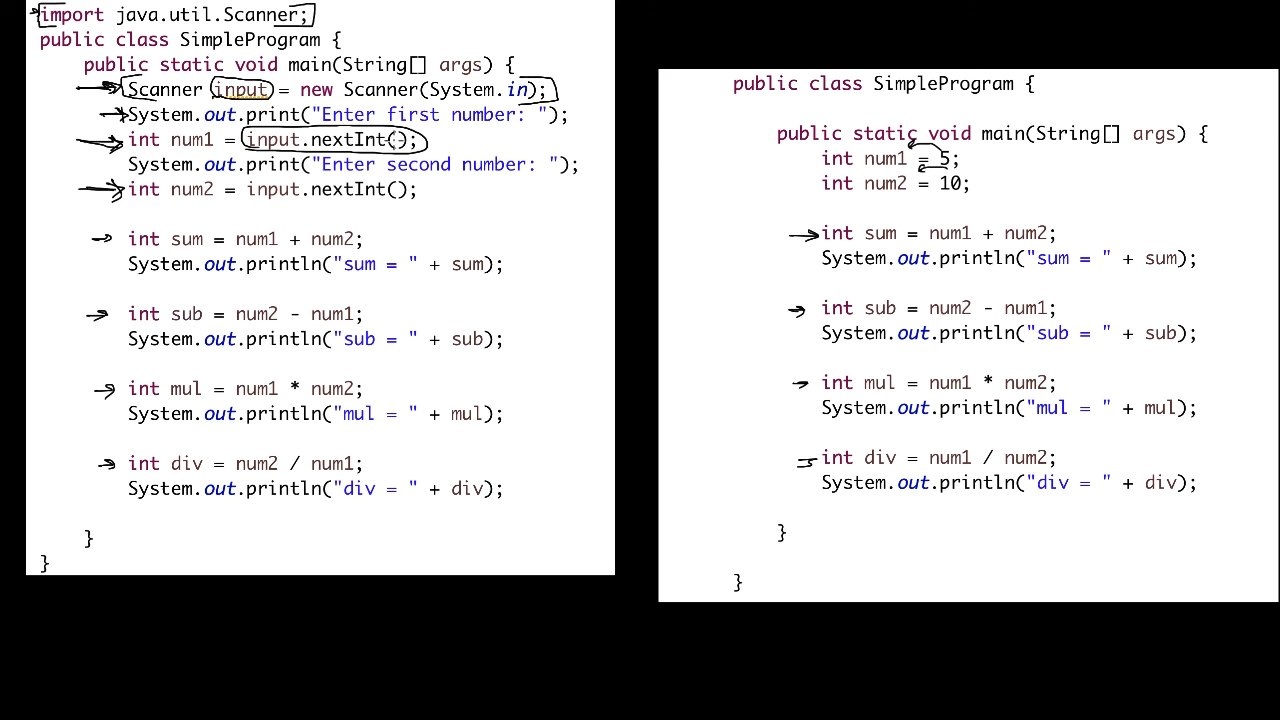 import java.util.Scanner;
public class SimpleProgram {
public static void main(String[] args) {
Scanner input = new Scanner(System.in);
System.out.print("Enter first number: ");
int num1 = input.nextInt();
System.out.print("Enter second number: ");
int num2 = input.nextInt();
int sum = num1 + num2;
System.out.println("sum = " + sum);
int sub = num2 - num1;
System.out.println("sub = " + sub);
int mul = num1 * num2;
System.out.println("mul = " + mul);
int div = num2 / num1;
System.out.println("div = " + div);
}
}
public class SimpleProgram {
public static void main(String[] args) {
int num1 = 5;
int num2 = 10;
int sum = num1 + num2;
System.out.println("sum = " + sum);
int sub = num2 - num1;
System.out.println("sub = " + sub);
int mul = num1 * num2;
System.out.println("mul = " + mul);
int div = num1 / num2;
System.out.println("div = " + div);
}
}